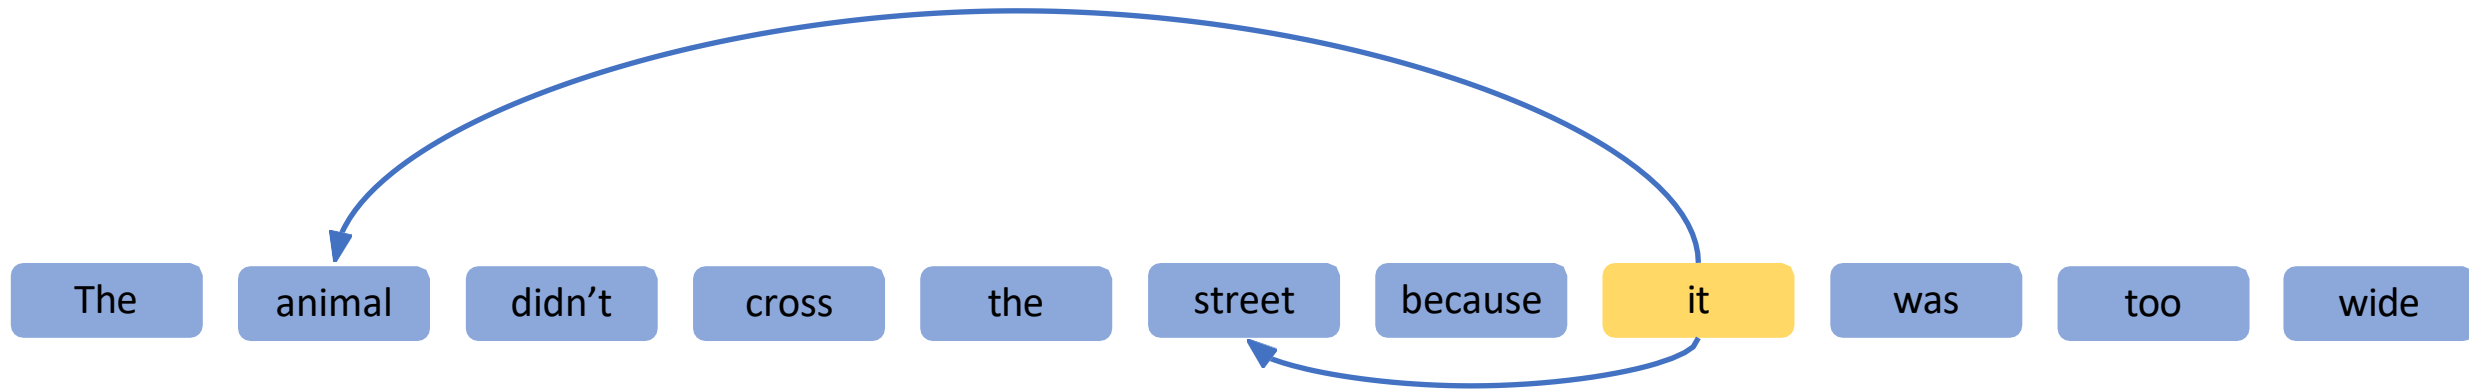 The animal didn’t cross the street because it was too wide